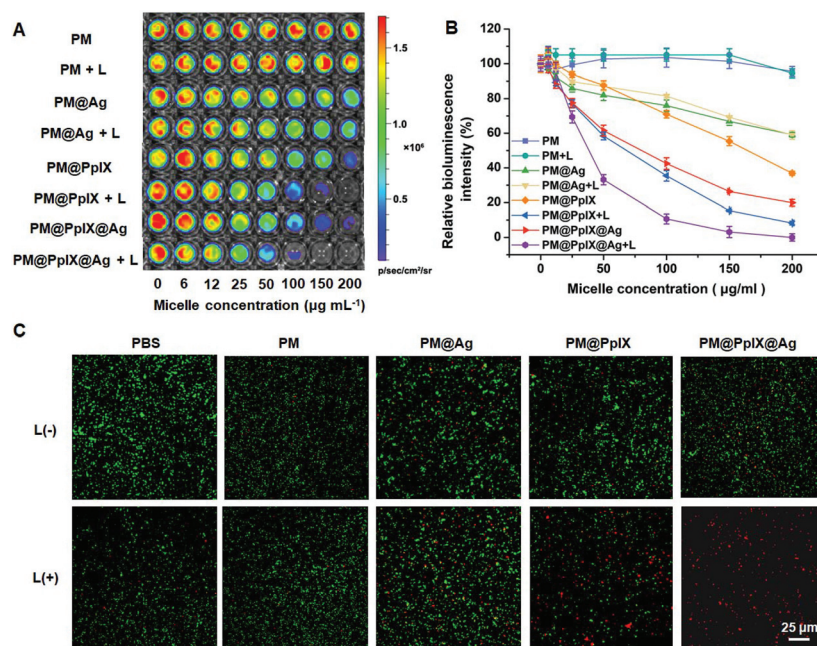 A
PM
PM + L
PM@Ag
PM@Ag + L
PM@PpIX
PM@PpIX + L
PM@PpIX@Ag
PM@PpIX@Ag + L
0 6 12 25 50 100 150 200
Micelle concentration (µg mL-1)
1.5
1.0
×10⁶
0.5
p/sec/cm²/sr
B
Relative bioluminescence
intensity (%)
140
120
100
80
60
40
20
0
PM
PM+L
PM@Ag
PM@Ag+L
PM@PpIX
PM@PpIX+L
PM@PpIX@Ag
PM@PpIX@Ag+L
0 50 100 150 200
Micelle concentration ( µg/ml )
C
PBS PM PM@Ag PM@PpIX PM@PpIX@Ag
L(-)
L(+)
25 µm